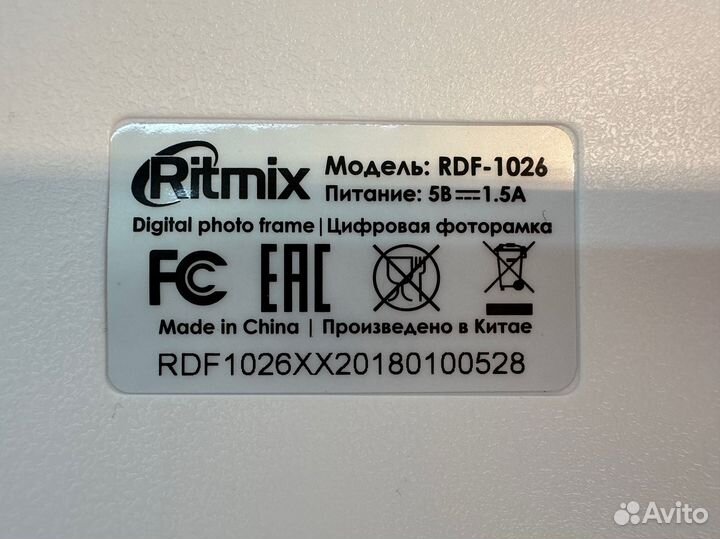 Ritmix
Модель: RDF-1026
Питание: 5В⎓1.5А
Digital photo frame | Цифровая фоторамка
FC EAC
Made in China | Произведено в Китае
RDF1026XX20180100528
Avito